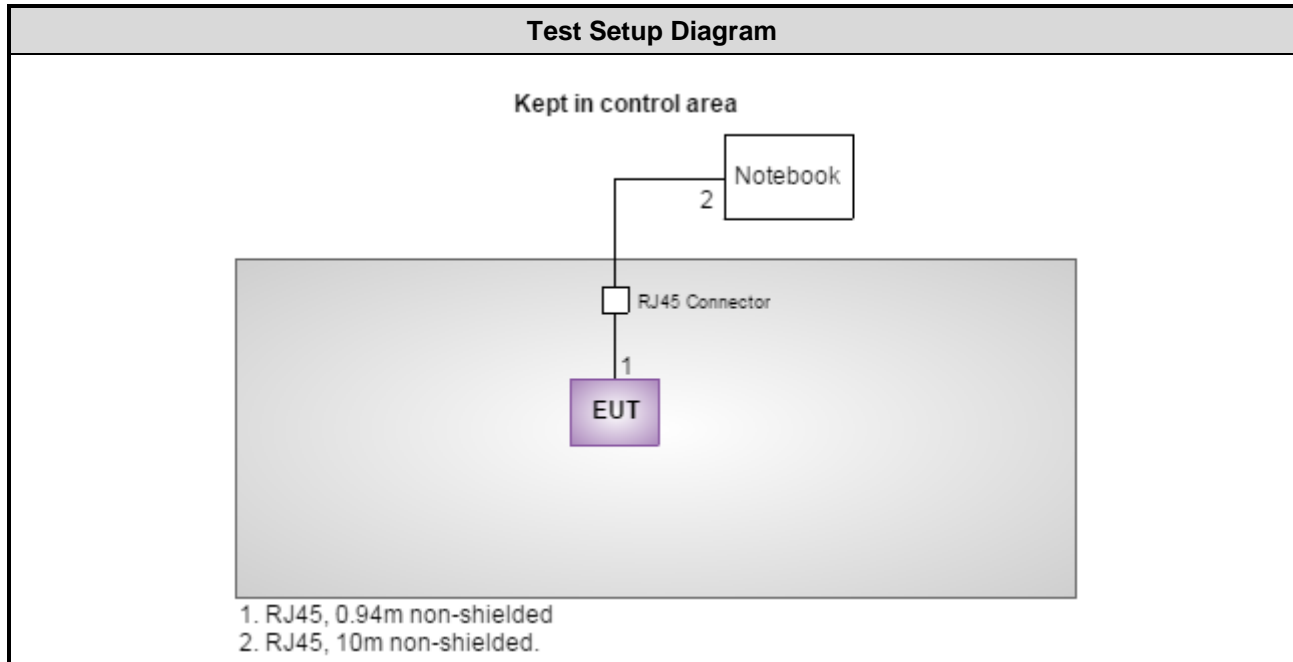 Test Setup Diagram
Kept in control area
Notebook
2
RJ45 Connector
1
EUT
1. RJ45, 0.94m non-shielded
2. RJ45, 10m non-shielded.